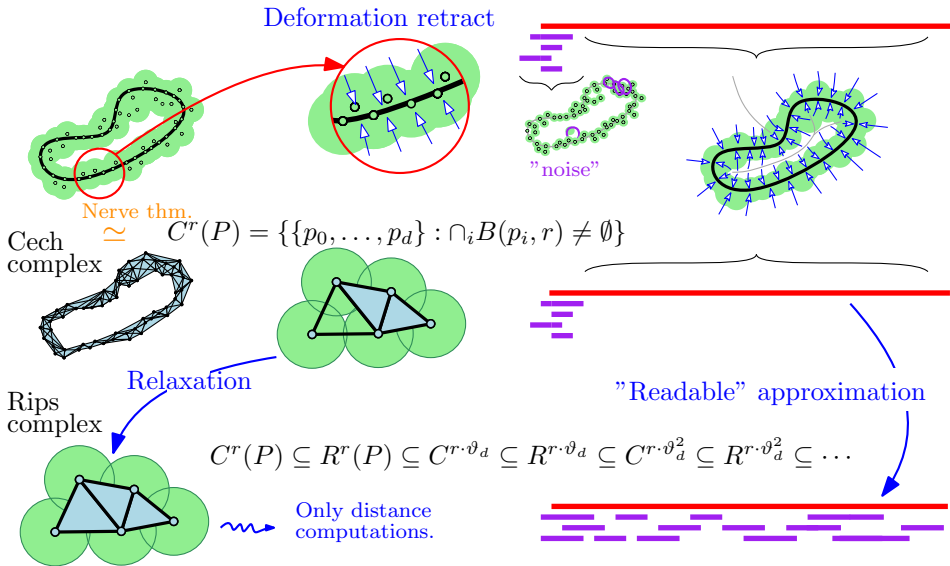 Deformation retract
"noise"
Nerve thm.
≃
C^r(P) = {{p_0, . . . , p_d} : ∩_i B(p_i, r) ≠ ∅}
Cech
complex
Relaxation
"Readable" approximation
Rips
complex
C^r(P) ⊆ R^r(P) ⊆ C^{r·ϑ_d} ⊆ R^{r·ϑ_d} ⊆ C^{r·ϑ_d^2} ⊆ R^{r·ϑ_d^2} ⊆ · · ·
Only distance
computations.